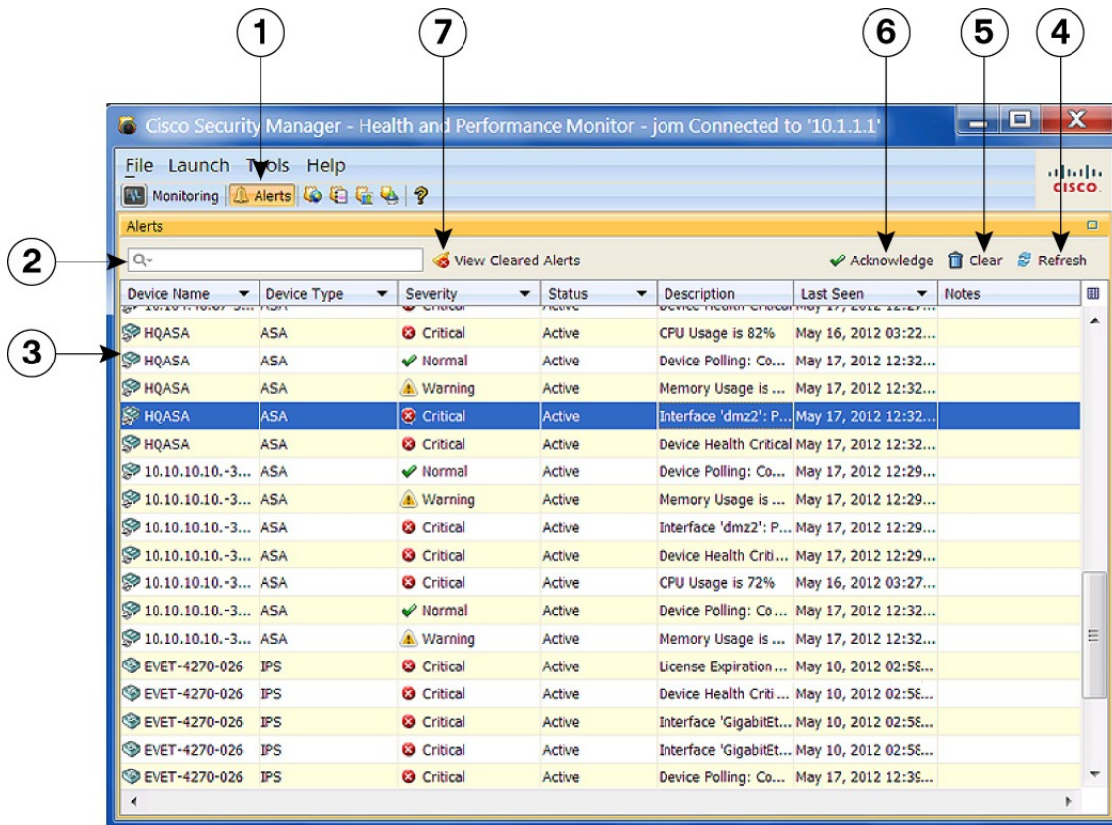 1 7 6 5 4
Cisco Security Manager - Health and Performance Monitor - jom Connected to '10.1.1.1'
File Launch Tools Help
CISCO
Monitoring Alerts
Alerts
2 View Cleared Alerts Acknowledge Clear Refresh
Device Name Device Type Severity Status Description Last Seen Notes
ASA Critical Active Device Health Critical May 17, 2012 12:27...
HQASA ASA Critical Active CPU Usage is 82% May 16, 2012 03:22...
3 HQASA ASA Normal Active Device Polling: Co... May 17, 2012 12:32...
HQASA ASA Warning Active Memory Usage is ... May 17, 2012 12:32...
HQASA ASA Critical Active Interface 'dmz2': P... May 17, 2012 12:32...
HQASA ASA Critical Active Device Health Critical May 17, 2012 12:32...
10.10.10.10.-3... ASA Normal Active Device Polling: Co... May 17, 2012 12:29...
10.10.10.10.-3... ASA Warning Active Memory Usage is ... May 17, 2012 12:29...
10.10.10.10.-3... ASA Critical Active Interface 'dmz2': P... May 17, 2012 12:29...
10.10.10.10.-3... ASA Critical Active Device Health Criti... May 17, 2012 12:29...
10.10.10.10.-3... ASA Critical Active CPU Usage is 72% May 16, 2012 03:27...
10.10.10.10.-3... ASA Normal Active Device Polling: Co ... May 17, 2012 12:32...
10.10.10.10.-3... ASA Warning Active Memory Usage is ... May 17, 2012 12:32...
EVET-4270-026 IPS Critical Active License Expiration ... May 10, 2012 02:58...
EVET-4270-026 IPS Critical Active Device Health Criti ... May 10, 2012 02:58...
EVET-4270-026 IPS Critical Active Interface 'GigabitEt... May 10, 2012 02:58...
EVET-4270-026 IPS Critical Active Interface 'GigabitEt... May 10, 2012 02:58...
EVET-4270-026 IPS Critical Active Device Polling: Co... May 17, 2012 12:39...